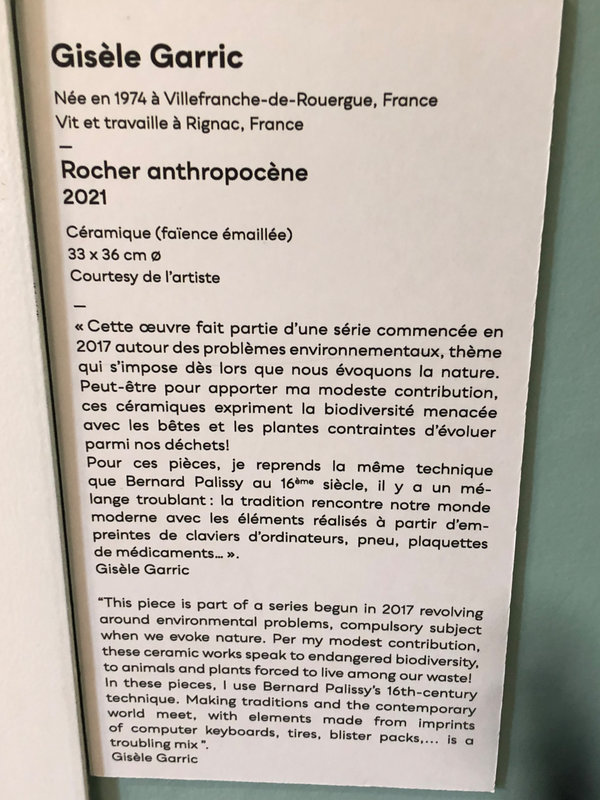 Gisèle Garric
Née en 1974 à Villefranche-de-Rouergue, France
Vit et travaille à Rignac, France
—
Rocher anthropocène
2021
Céramique (faïence émaillée)
33 x 36 cm ø
Courtesy de l'artiste
—
« Cette œuvre fait partie d'une série commencée en
2017 autour des problèmes environnementaux, thème
qui s'impose dès lors que nous évoquons la nature.
Peut-être pour apporter ma modeste contribution,
ces céramiques expriment la biodiversité menacée
avec les bêtes et les plantes contraintes d'évoluer
parmi nos déchets!
Pour ces pièces, je reprends la même technique
que Bernard Palissy au 16ème siècle, il y a un mé-
lange troublant : la tradition rencontre notre monde
moderne avec les éléments réalisés à partir d'em-
preintes de claviers d'ordinateurs, pneu, plaquettes
de médicaments... ».
Gisèle Garric
"This piece is part of a series begun in 2017 revolving
around environmental problems, compulsory subject
when we evoke nature. Per my modest contribution,
these ceramic works speak to endangered biodiversity,
to animals and plants forced to live among our waste!
In these pieces, I use Bernard Palissy's 16th-century
technique. Making traditions and the contemporary
world meet, with elements made from imprints
of computer keyboards, tires, blister packs,... is a
troubling mix ".
Gisèle Garric